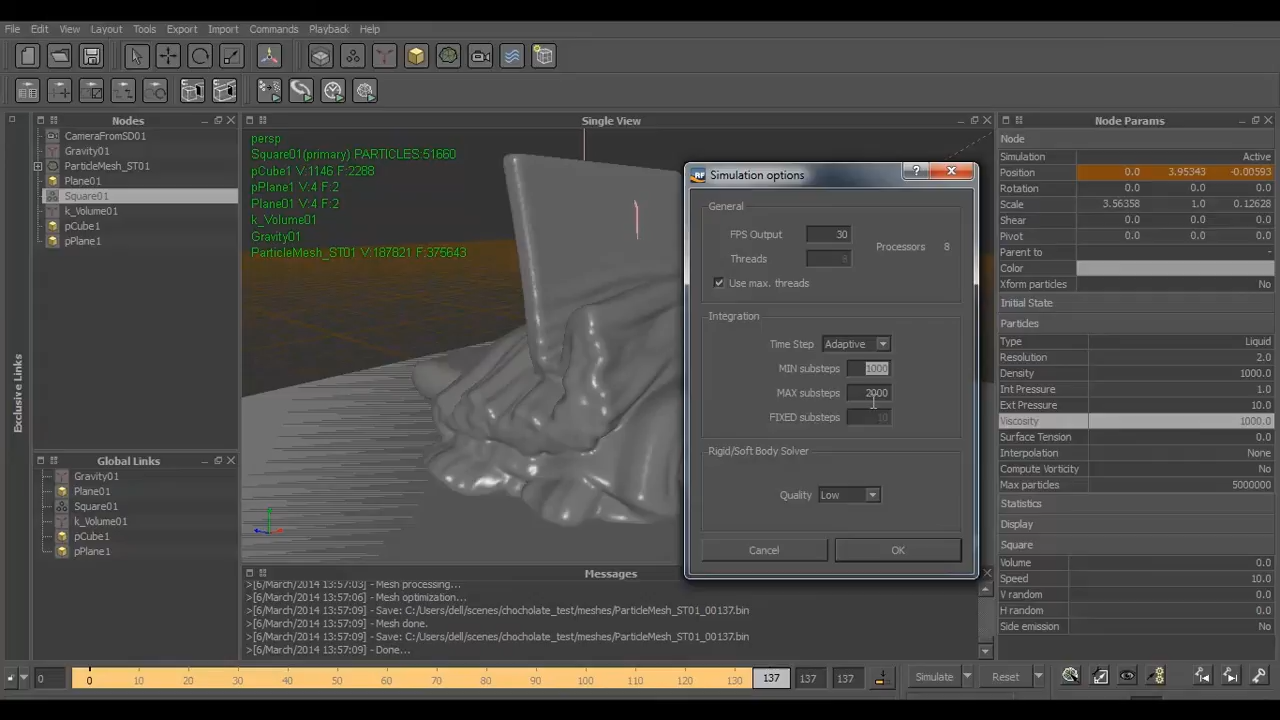 File Edit View Layout Tools Export Import Commands Playback Help
Nodes
CameraFromSD01
Gravity01
ParticleMesh_ST01
Plane01
Square01
k_Volume01
pCube1
pPlane1
Exclusive Links
Global Links
Gravity01
Plane01
Square01
k_Volume01
pCube1
pPlane1
Single View
persp
Square01(primary) PARTICLES:51660
pCube1 V:1146 F:2288
pPlane1 V:4 F:2
Plane01 V:4 F:2
k_Volume01
Gravity01
ParticleMesh_ST01 V:187821 F:375643
RF Simulation options
General
FPS Output 30
Processors 8
Threads 8
Use max. threads
Integration
Time Step Adaptive
MIN substeps 1000
MAX substeps 2000
FIXED substeps 10
Rigid/Soft Body Solver
Quality Low
Cancel OK
Messages
>[6/March/2014 13:57:03] - Mesh processing...
>[6/March/2014 13:57:06] - Mesh optimization...
>[6/March/2014 13:57:09] - Save: C:/Users/dell/scenes/chocholate_test/meshes/ParticleMesh_ST01_00137.bin
>[6/March/2014 13:57:09] - Mesh done.
>[6/March/2014 13:57:09] - Save: C:/Users/dell/scenes/chocholate_test/meshes/ParticleMesh_ST01_00137.bin
>[6/March/2014 13:57:09] - Done...
Node Params
Node
Simulation Active
Position 0.0 3.95343 -0.00593
Rotation 0.0 0.0 0.0
Scale 3.56358 1.0 0.12628
Shear 0.0 0.0 0.0
Pivot 0.0 0.0 0.0
Parent to -
Color
Xform particles No
Initial State
Particles
Type Liquid
Resolution 2.0
Density 1000.0
Int Pressure 1.0
Ext Pressure 10.0
Viscosity 1000.0
Surface Tension 0.0
Interpolation None
Compute Vorticity No
Max particles 5000000
Statistics
Display
Square
Volume 0.0
Speed 10.0
V random 0.0
H random 0.0
Side emission No
0 0 10 20 30 40 50 60 70 80 90 100 110 120 130 137 137 137 Simulate Reset